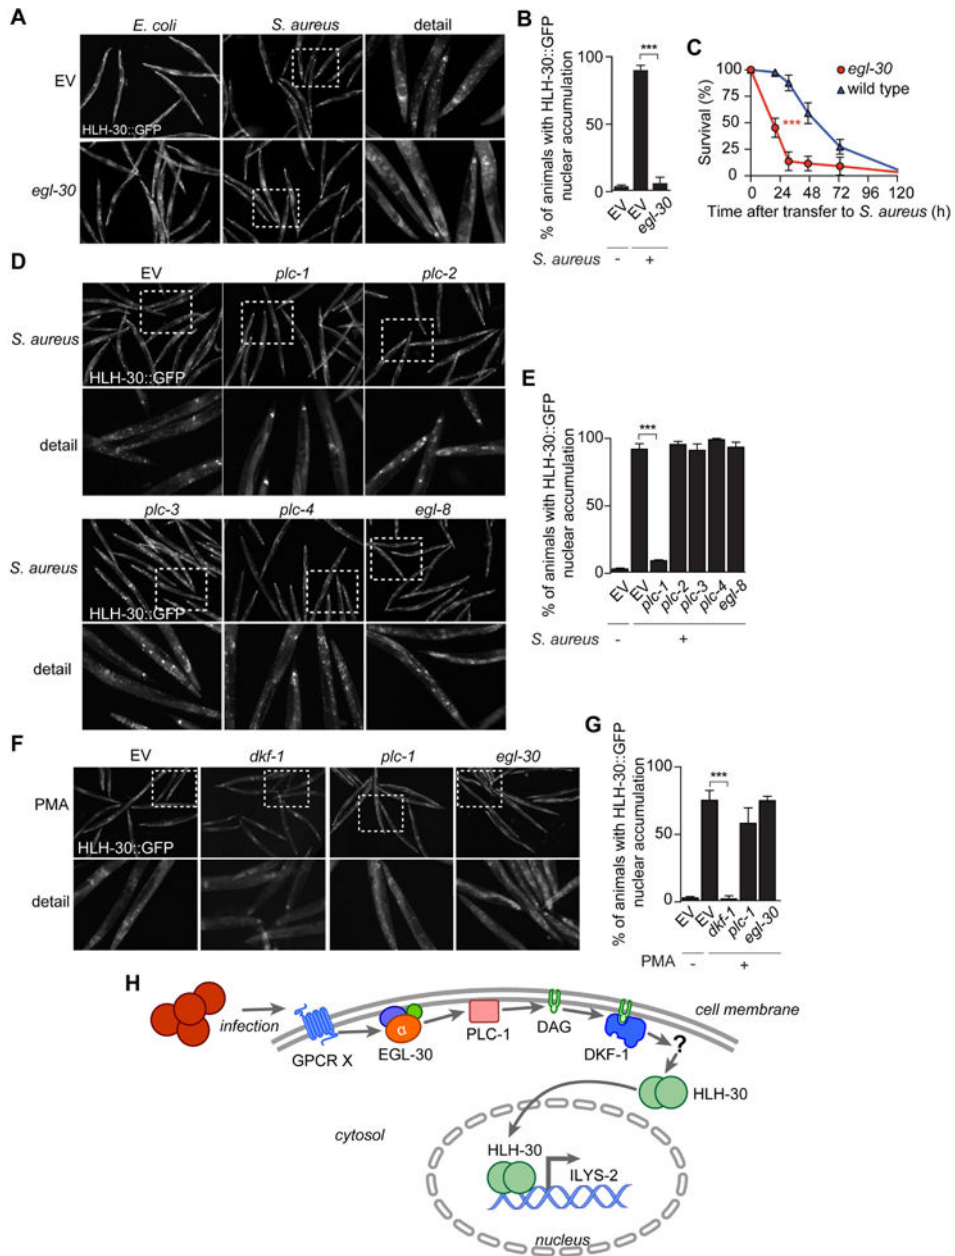 A
E. coli
S. aureus
detail
EV
HLH-30::GFP
egl-30
B
% of animals with HLH-30::GFP
nuclear accumulation
100
50
0
***
EV
EV
egl-30
S. aureus
-
+
C
Survival (%)
100
75
50
25
0
egl-30
wild type
***
0 24 48 72 96 120
Time after transfer to S. aureus (h)
D
EV
plc-1
plc-2
S. aureus
HLH-30::GFP
detail
plc-3
plc-4
egl-8
S. aureus
HLH-30::GFP
detail
E
% of animals with HLH-30::GFP
nuclear accumulation
100
50
0
***
EV
EV
plc-1
plc-2
plc-3
plc-4
egl-8
S. aureus
-
+
F
EV
dkf-1
plc-1
egl-30
PMA
HLH-30::GFP
detail
G
% of animals with HLH-30::GFP
nuclear accumulation
100
50
0
***
EV
EV
dkf-1
plc-1
egl-30
PMA
-
+
H
infection
GPCR X
α
EGL-30
PLC-1
DAG
DKF-1
?
cell membrane
HLH-30
cytosol
HLH-30
ILYS-2
nucleus